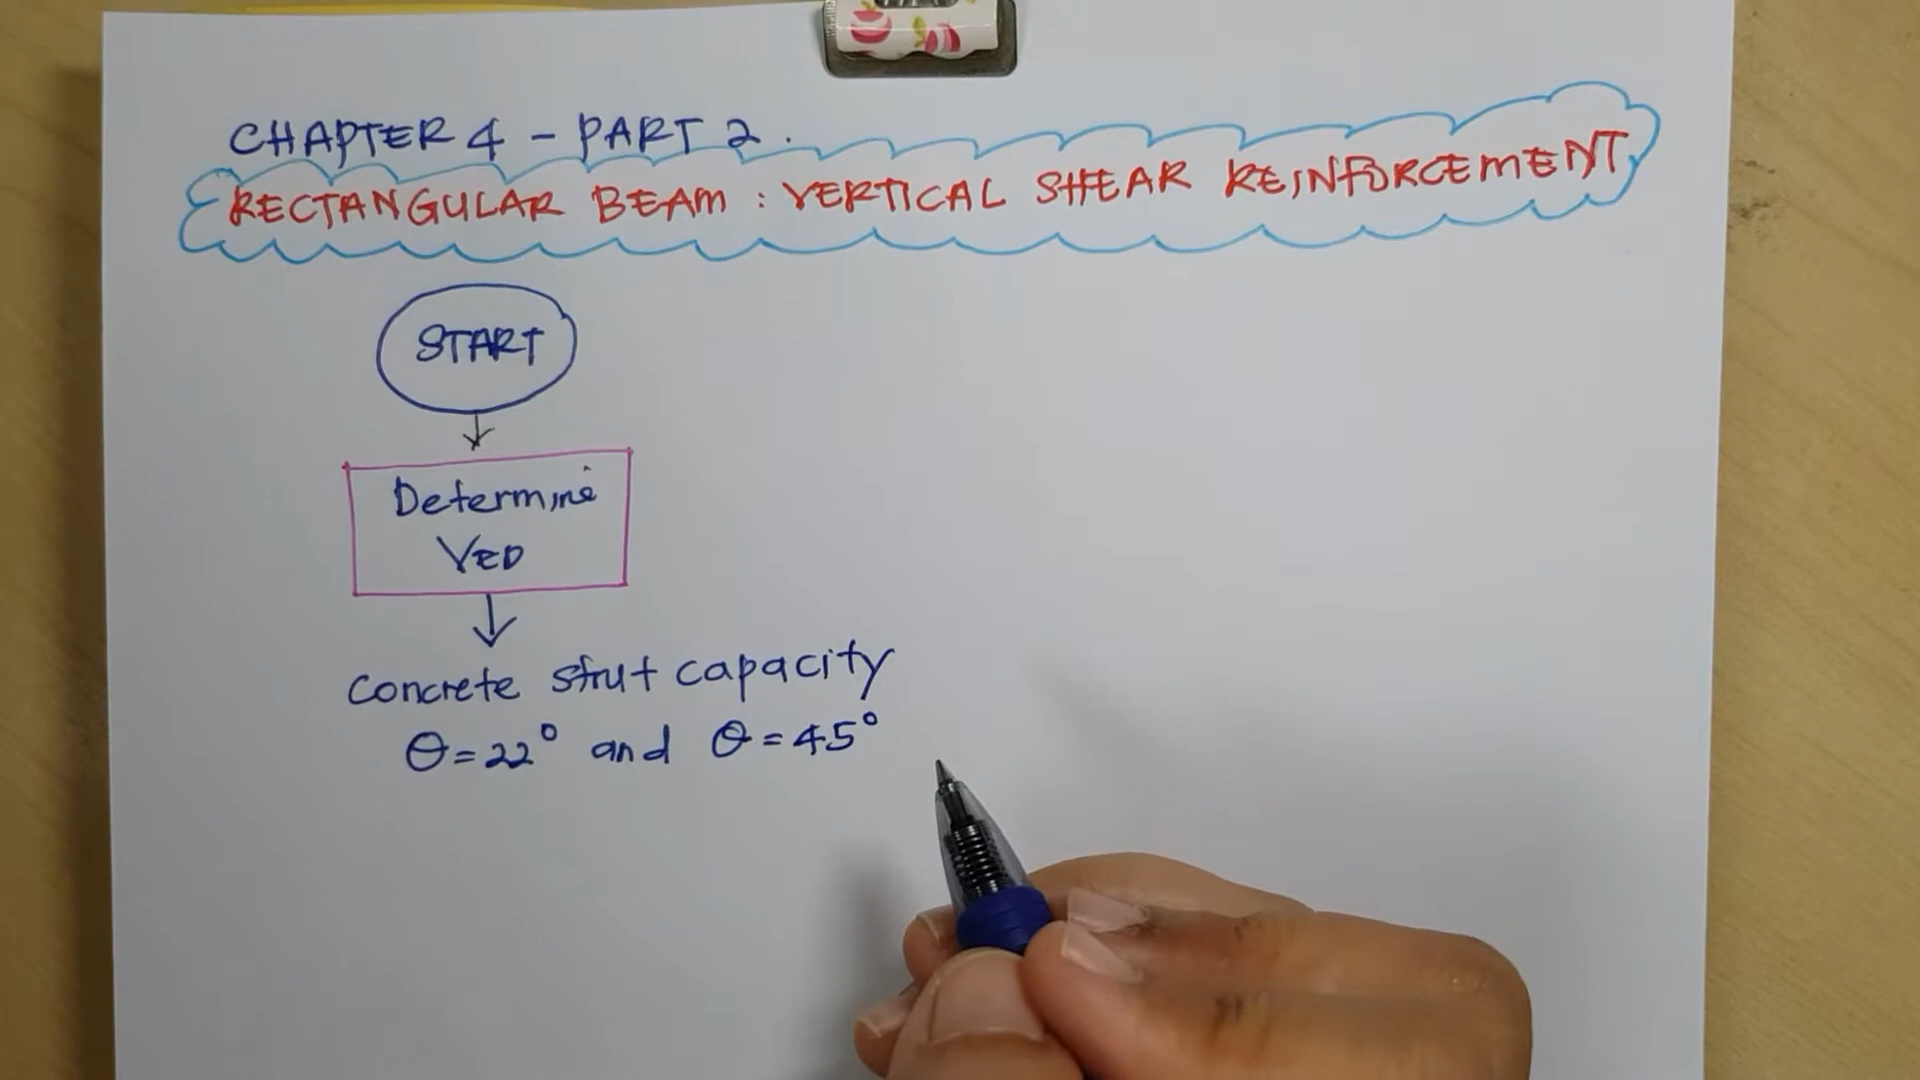 CHAPTER 4 - PART 2.
RECTANGULAR BEAM : VERTICAL SHEAR REINFORCEMENT
START
Determine
VED
Concrete strut capacity
θ=22° and θ=45°